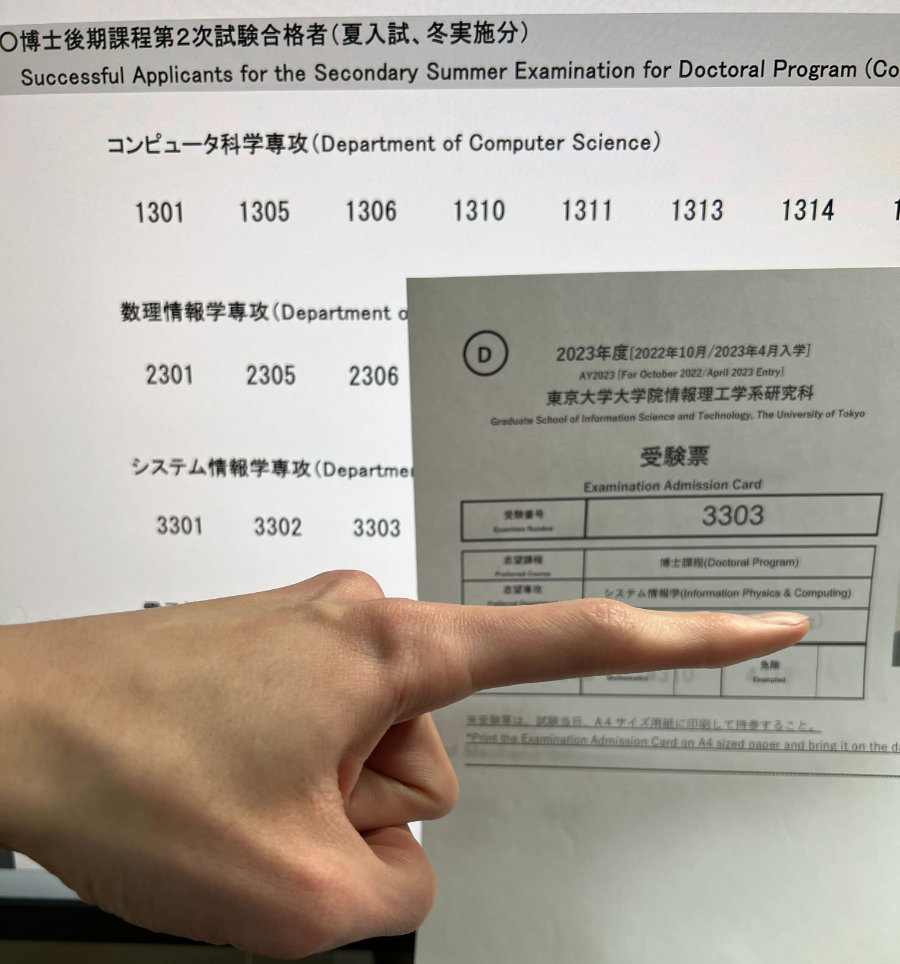 〇博士後期課程第2次試験合格者(夏入試、冬実施分)
Successful Applicants for the Secondary Summer Examination for Doctoral Program (Co
コンピュータ科学専攻(Department of Computer Science)
1301 1305 1306 1310 1311 1313 1314
数理情報学専攻(Department o
2301 2305 2306
システム情報学専攻(Departme
3301 3302 3303
D
2023年度[2022年10月/2023年4月入学]
AY2023 [For October 2022/April 2023 Entry]
東京大学大学院情報理工学系研究科
Graduate School of Information Science and Technology, The University of Tokyo
受験票
Examination Admission Card
受験番号
Examinee Number
3303
志望課程
Preferred Course
博士課程(Doctoral Program)
志望専攻
システム情報学(Information Physics & Computing)
Mathematics
免除
Exempted
※受験票は、試験当日、A4サイズ用紙に印刷して持参すること。
*Print the Examination Admission Card on A4 sized paper and bring it on the d